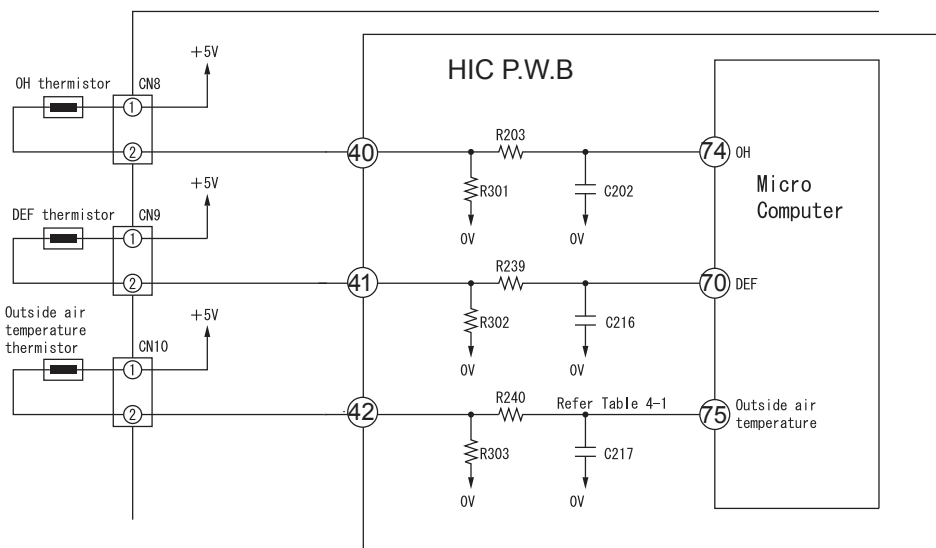 HIC P.W.B
+5V
OH thermistor
CN8
1
2
40
R203
R301
0V
C202
0V
74
OH
Micro
Computer
+5V
DEF thermistor
CN9
1
2
41
R239
R302
0V
C216
0V
70
DEF
Outside air
temperature
thermistor
+5V
CN10
1
2
42
R240
Refer Table 4-1
R303
0V
C217
0V
75
Outside air
temperature